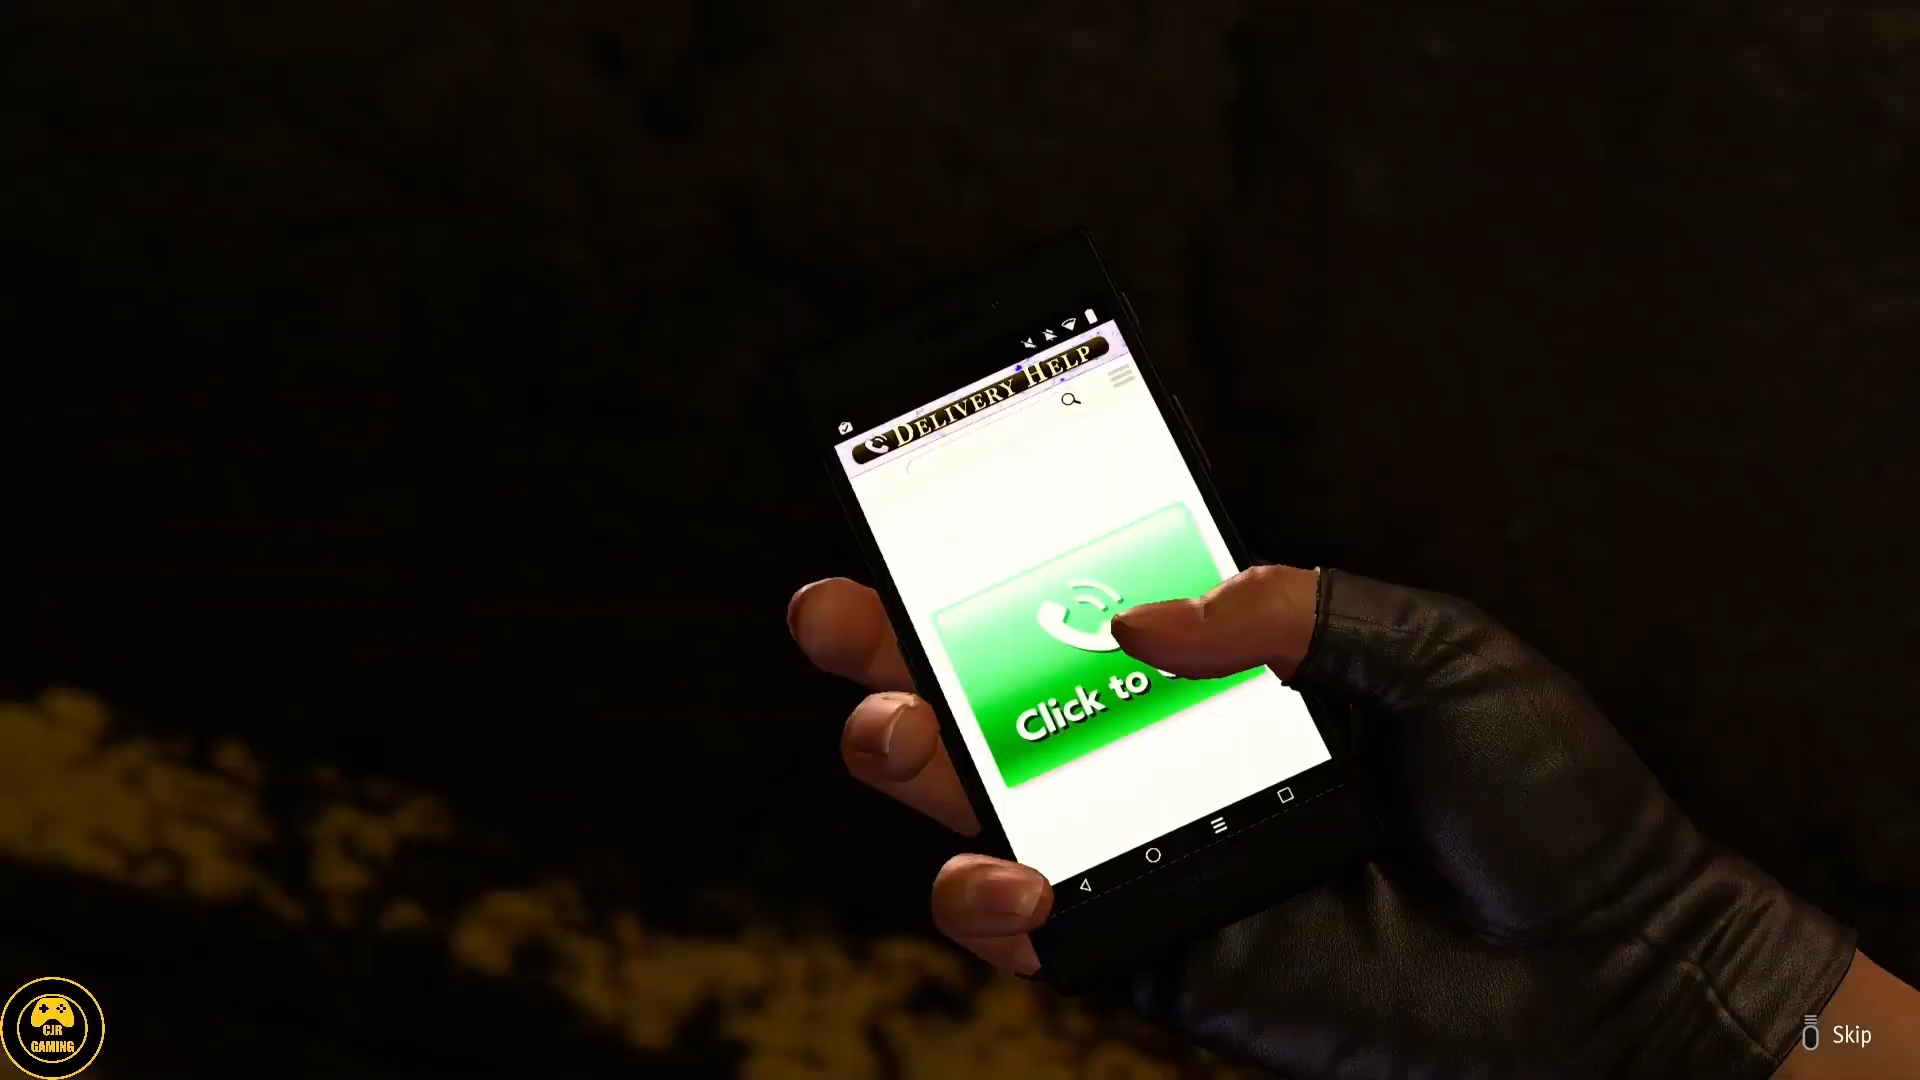 DELIVERY HELP
Click to
CJR
GAMING
Skip